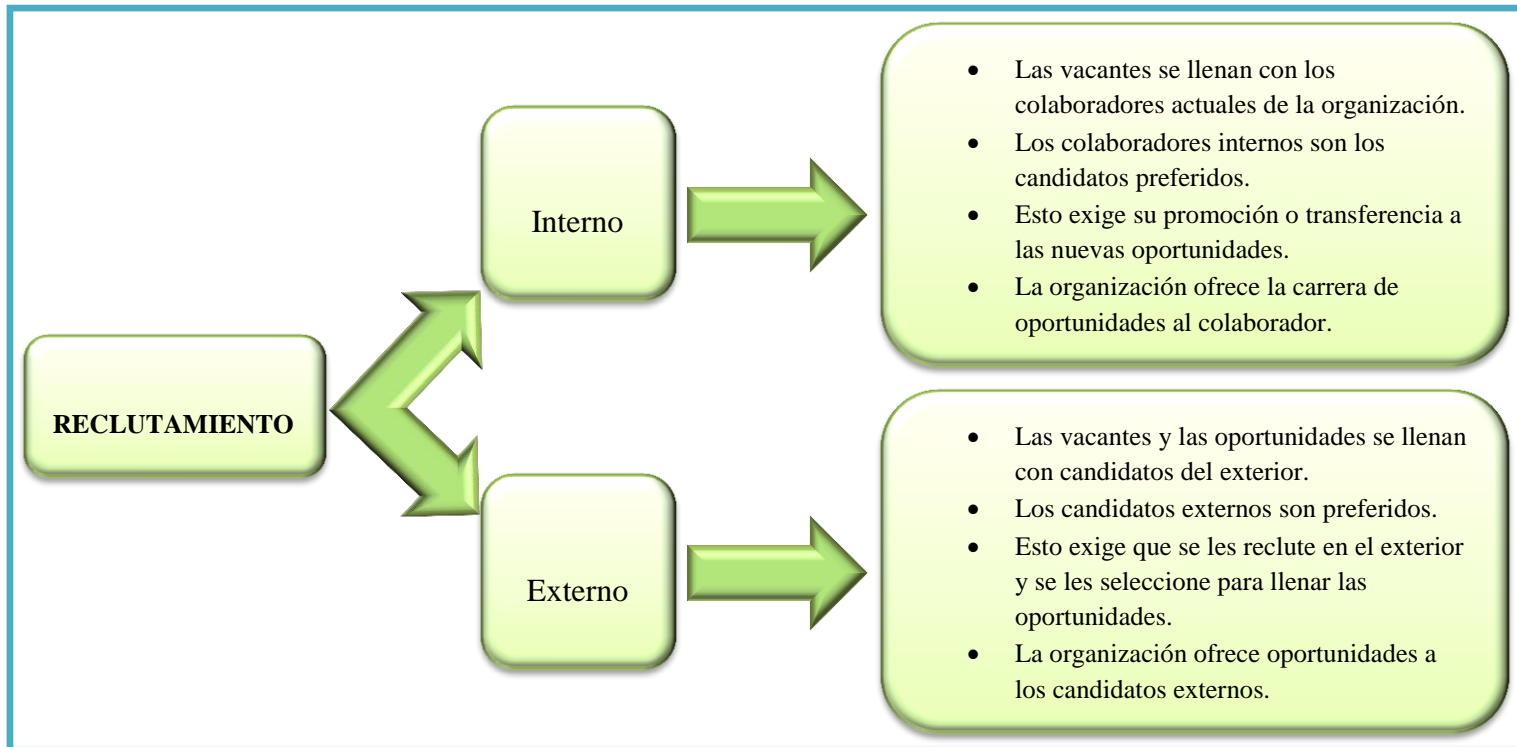 RECLUTAMIENTO
Interno
• Las vacantes se llenan con los
colaboradores actuales de la organización.
• Los colaboradores internos son los
candidatos preferidos.
• Esto exige su promoción o transferencia a
las nuevas oportunidades.
• La organización ofrece la carrera de
oportunidades al colaborador.
Externo
• Las vacantes y las oportunidades se llenan
con candidatos del exterior.
• Los candidatos externos son preferidos.
• Esto exige que se les reclute en el exterior
y se les seleccione para llenar las
oportunidades.
• La organización ofrece oportunidades a
los candidatos externos.